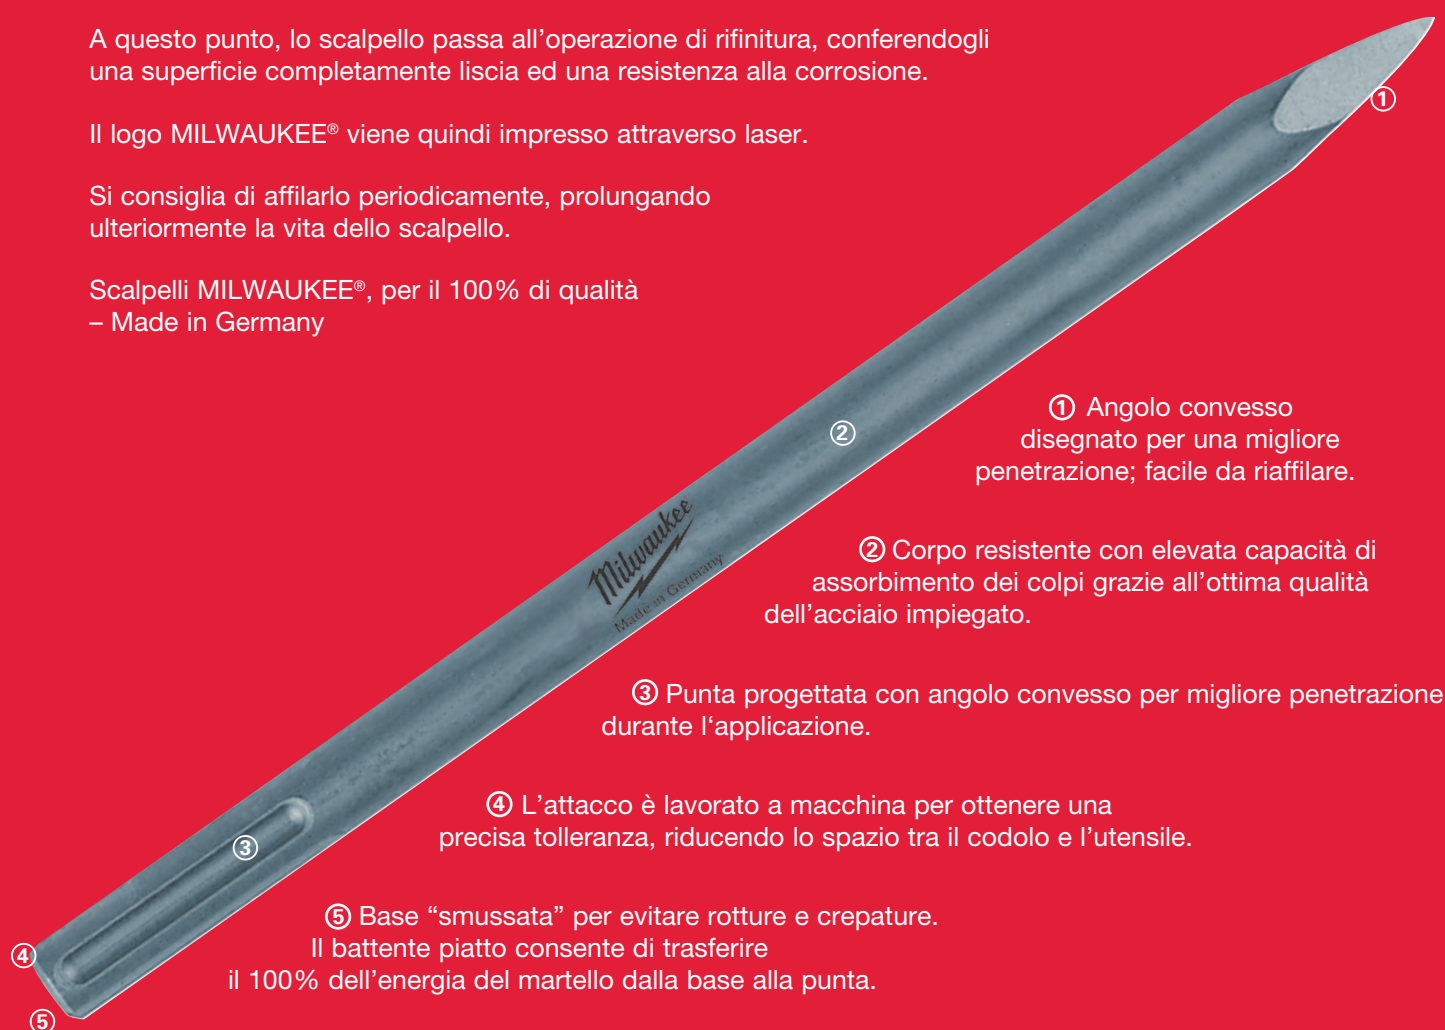 A questo punto, lo scalpello passa all’operazione di rifinitura, conferendogli
una superficie completamente liscia ed una resistenza alla corrosione.
Il logo MILWAUKEE® viene quindi impresso attraverso laser.
Si consiglia di affilarlo periodicamente, prolungando
ulteriormente la vita dello scalpello.
Scalpelli MILWAUKEE®, per il 100% di qualità
– Made in Germany
①
②
① Angolo convesso
disegnato per una migliore
penetrazione; facile da riaffilare.
Milwaukee
Made in Germany
② Corpo resistente con elevata capacità di
assorbimento dei colpi grazie all’ottima qualità
dell’acciaio impiegato.
③ Punta progettata con angolo convesso per migliore penetrazione
durante l‘applicazione.
④ L’attacco è lavorato a macchina per ottenere una
precisa tolleranza, riducendo lo spazio tra il codolo e l’utensile.
③
⑤ Base “smussata” per evitare rotture e crepature.
Il battente piatto consente di trasferire
il 100% dell’energia del martello dalla base alla punta.
④
⑤